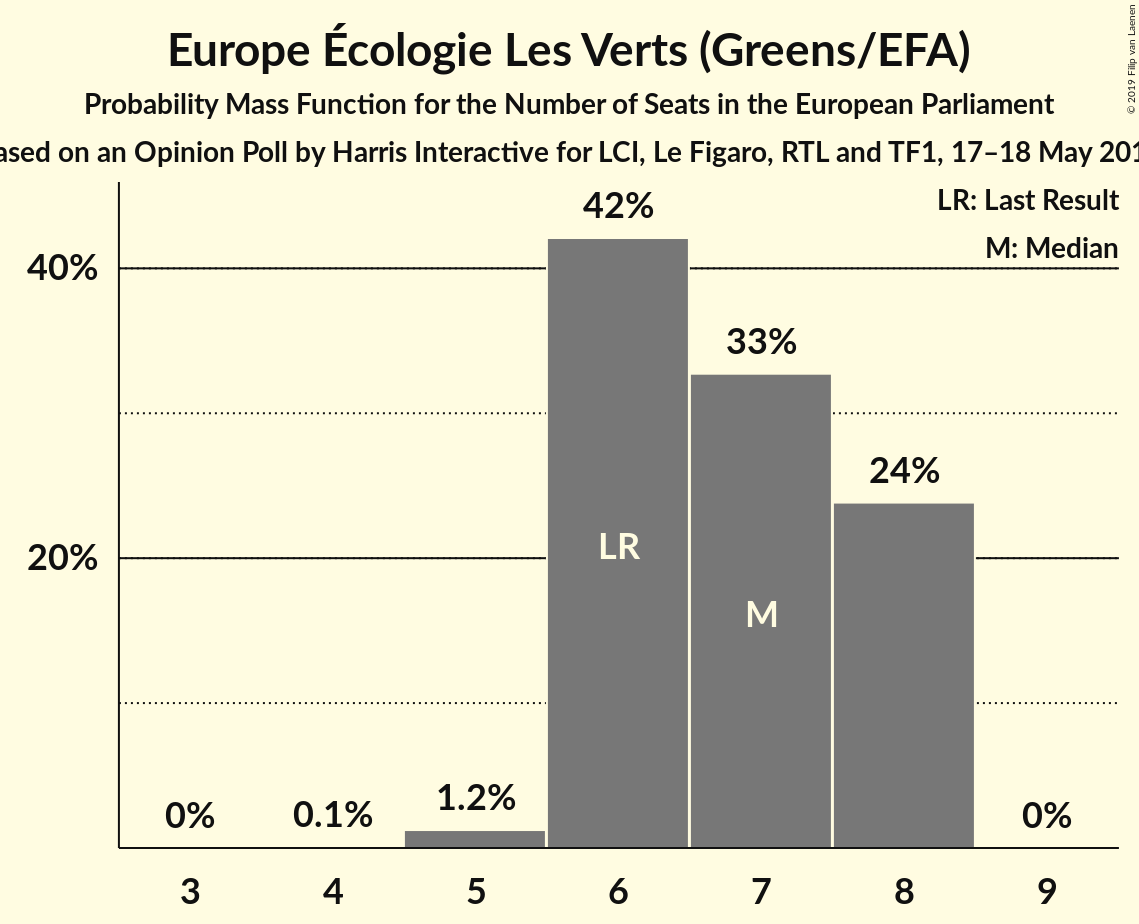 Europe Écologie Les Verts (Greens/EFA)
Probability Mass Function for the Number of Seats in the European Parliament
on an Opinion Poll by Harris Interactive for LCI, Le Figaro, RTL and TF1, 17–18 May
© 2019 Filip van Laenen
LR: Last Result
M: Median
42%
40%
33%
24%
LR
20%
M
1.2%
0%
0.1%
0%
3 4 5 6 7 8 9